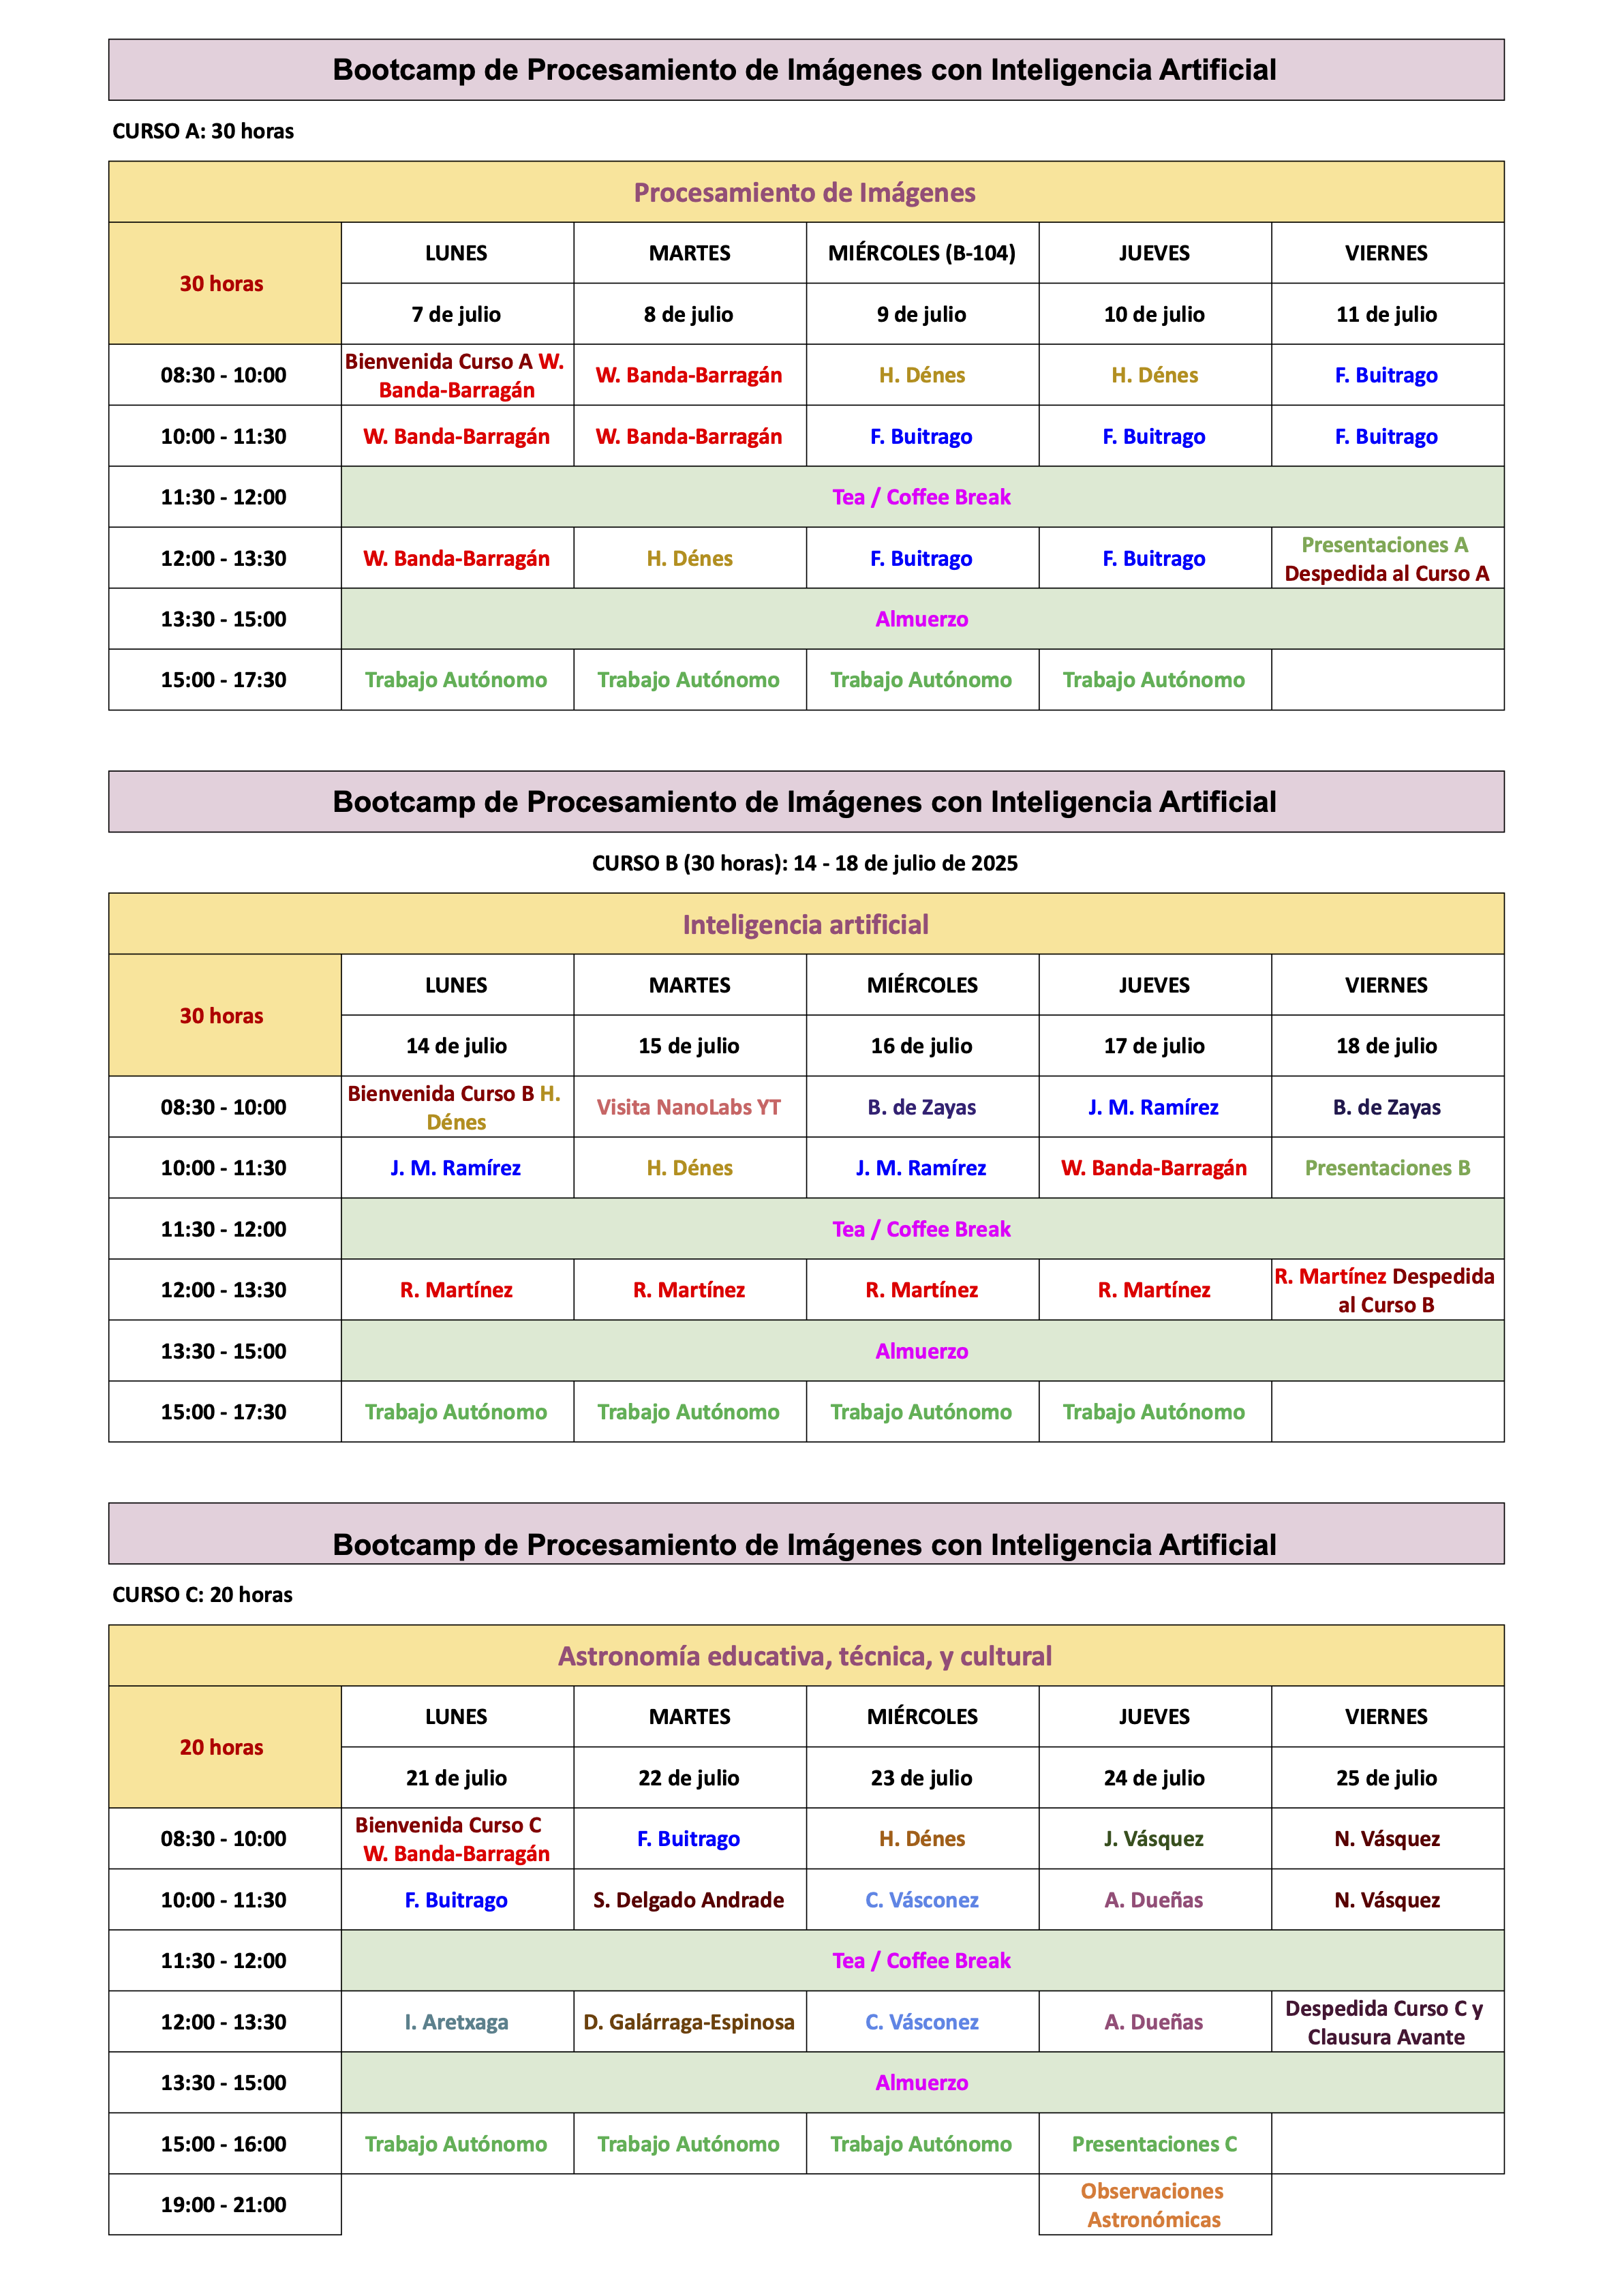 Bootcamp de Procesamiento de Imágenes con Inteligencia Artificial
CURSO A: 30 horas
Procesamiento de Imágenes
30 horas
LUNES MARTES MIÉRCOLES (B-104) JUEVES VIERNES
7 de julio 8 de julio 9 de julio 10 de julio 11 de julio
08:30 - 10:00 Bienvenida Curso A W. Banda-Barragán W. Banda-Barragán H. Dénes H. Dénes F. Buitrago
10:00 - 11:30 W. Banda-Barragán W. Banda-Barragán F. Buitrago F. Buitrago F. Buitrago
11:30 - 12:00 Tea / Coffee Break
12:00 - 13:30 W. Banda-Barragán H. Dénes F. Buitrago F. Buitrago Presentaciones A Despedida al Curso A
13:30 - 15:00 Almuerzo
15:00 - 17:30 Trabajo Autónomo Trabajo Autónomo Trabajo Autónomo Trabajo Autónomo
Bootcamp de Procesamiento de Imágenes con Inteligencia Artificial
CURSO B (30 horas): 14 - 18 de julio de 2025
Inteligencia artificial
30 horas
LUNES MARTES MIÉRCOLES JUEVES VIERNES
14 de julio 15 de julio 16 de julio 17 de julio 18 de julio
08:30 - 10:00 Bienvenida Curso B H. Dénes Visita NanoLabs YT B. de Zayas J. M. Ramírez B. de Zayas
10:00 - 11:30 J. M. Ramírez H. Dénes J. M. Ramírez W. Banda-Barragán Presentaciones B
11:30 - 12:00 Tea / Coffee Break
12:00 - 13:30 R. Martínez R. Martínez R. Martínez R. Martínez R. Martínez Despedida al Curso B
13:30 - 15:00 Almuerzo
15:00 - 17:30 Trabajo Autónomo Trabajo Autónomo Trabajo Autónomo Trabajo Autónomo
Bootcamp de Procesamiento de Imágenes con Inteligencia Artificial
CURSO C: 20 horas
Astronomía educativa, técnica, y cultural
20 horas
LUNES MARTES MIÉRCOLES JUEVES VIERNES
21 de julio 22 de julio 23 de julio 24 de julio 25 de julio
08:30 - 10:00 Bienvenida Curso C W. Banda-Barragán F. Buitrago H. Dénes J. Vásquez N. Vásquez
10:00 - 11:30 F. Buitrago S. Delgado Andrade C. Vásconez A. Dueñas N. Vásquez
11:30 - 12:00 Tea / Coffee Break
12:00 - 13:30 I. Aretxaga D. Galárraga-Espinosa C. Vásconez A. Dueñas Despedida Curso C y Clausura Avante
13:30 - 15:00 Almuerzo
15:00 - 16:00 Trabajo Autónomo Trabajo Autónomo Trabajo Autónomo Presentaciones C
19:00 - 21:00 Observaciones Astronómicas